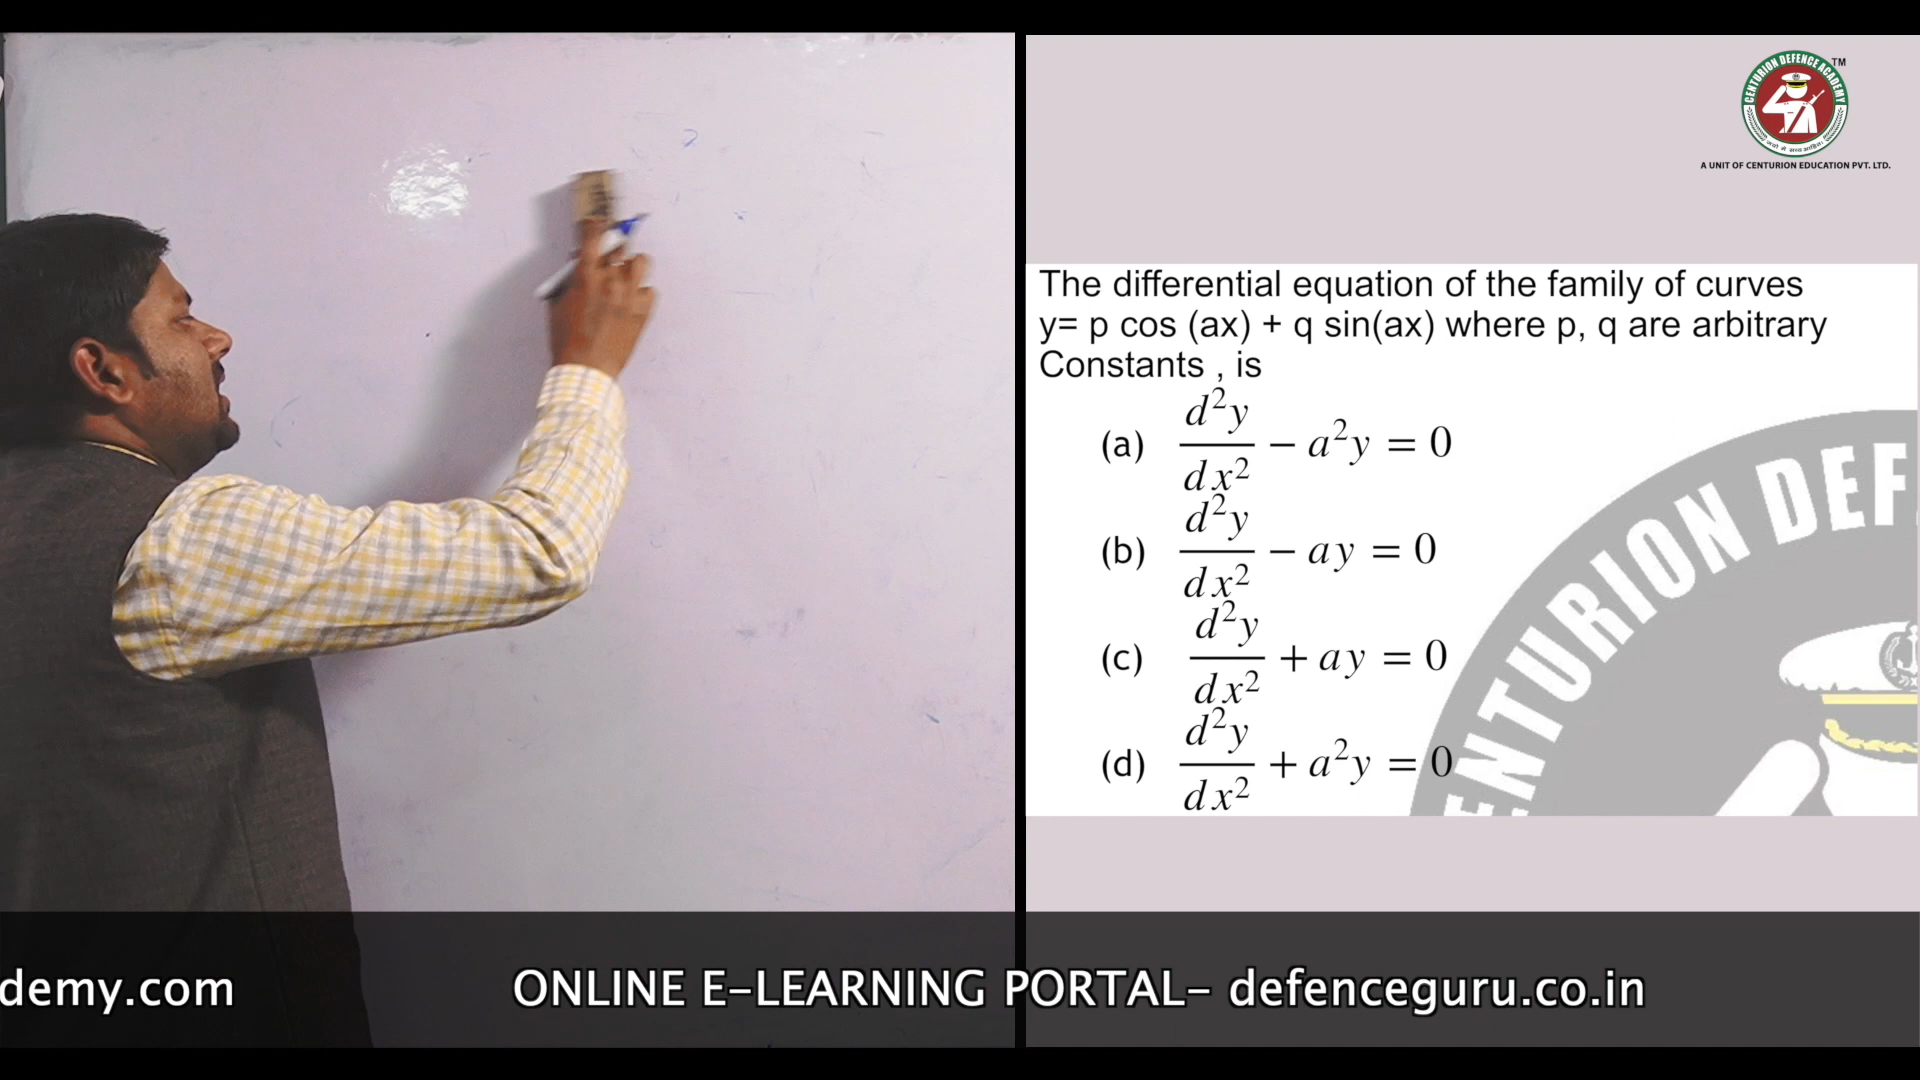 CENTURION DEFENCE ACADEMY
TM
A UNIT OF CENTURION EDUCATION PVT. LTD.
The differential equation of the family of curves
y= p cos (ax) + q sin(ax) where p, q are arbitrary
Constants , is
(a) d²y/dx² − a²y = 0
(b) d²y/dx² − ay = 0
(c) d²y/dx² + ay = 0
(d) d²y/dx² + a²y = 0
ENTURION DEF
demy.com ONLINE E-LEARNING PORTAL- defenceguru.co.in